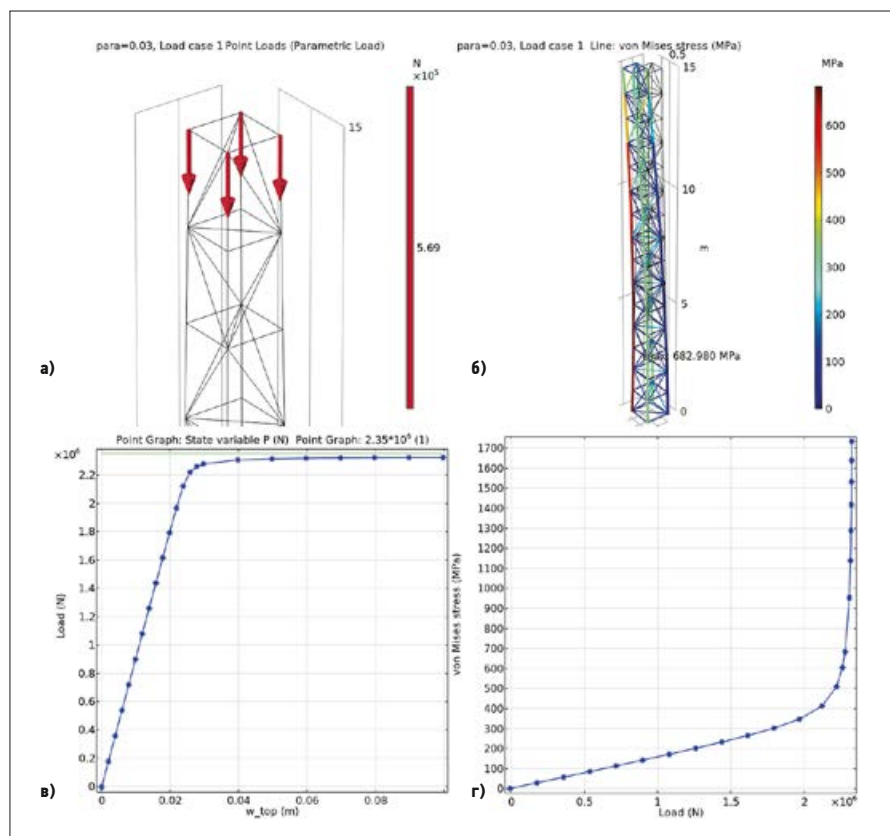 para=0.03, Load case 1 Point Loads (Parametric Load)
N
×10⁵
15
5.69
а)
para=0.03, Load case 1 Line: von Mises stress (MPa)
0.5
15
10
m
5
682.980 MPa
0
MPa
600
500
400
300
200
100
0
б)
Point Graph: State variable P (N) Point Graph: 2.35*10⁶ (1)
×10⁶
2.2
2
1.8
1.6
1.4
1.2
1
0.8
0.6
0.4
0.2
0
Load (N)
0 0.02 0.04 0.06 0.08
w_top (m)
в)
von Mises stress (MPa)
1700
1600
1500
1400
1300
1200
1100
1000
900
800
700
600
500
400
300
200
100
0
0 0.5 1 1.5 2 ×10⁶
Load (N)
г)